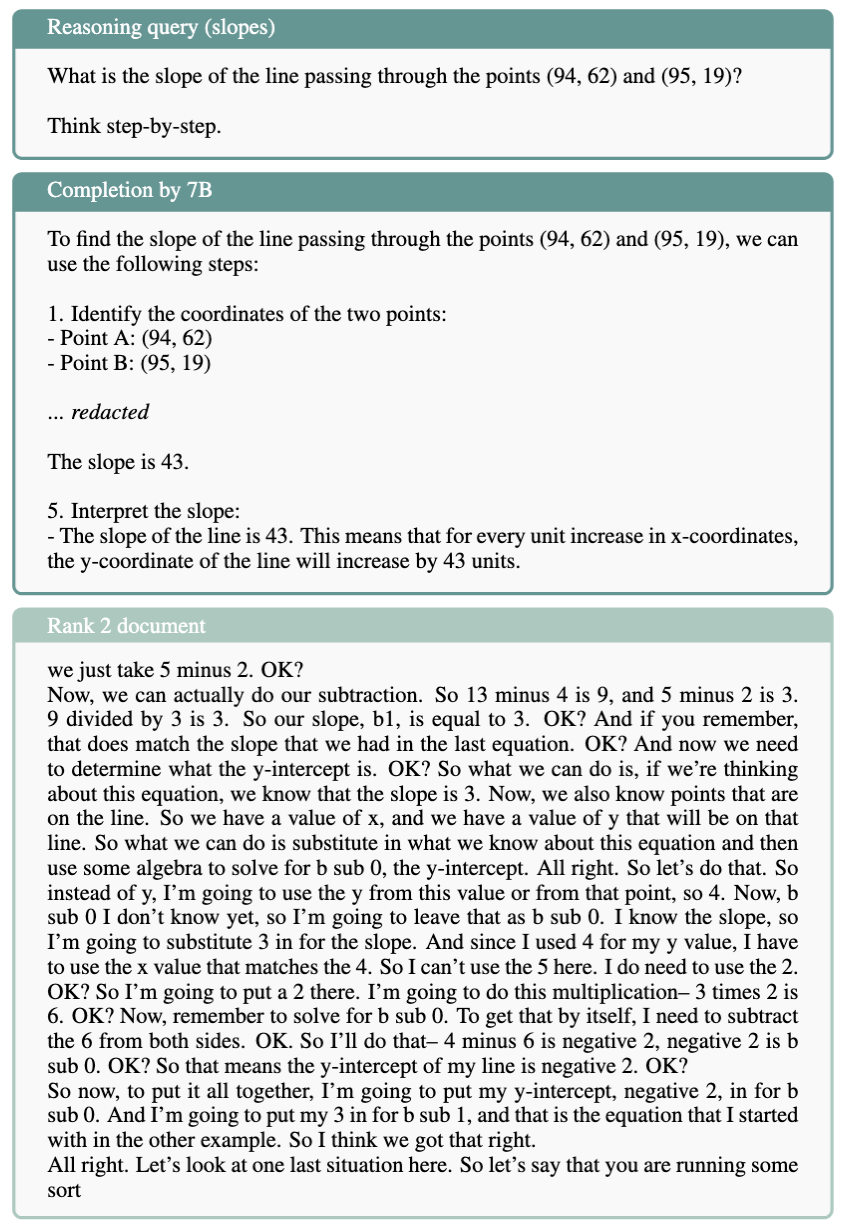 Reasoning query (slopes)
What is the slope of the line passing through the points (94, 62) and (95, 19)?
Think step-by-step.
Completion by 7B
To find the slope of the line passing through the points (94, 62) and (95, 19), we can
use the following steps:
1. Identify the coordinates of the two points:
- Point A: (94, 62)
- Point B: (95, 19)
... redacted
The slope is 43.
5. Interpret the slope:
- The slope of the line is 43. This means that for every unit increase in x-coordinates,
the y-coordinate of the line will increase by 43 units.
Rank 2 document
we just take 5 minus 2. OK?
Now, we can actually do our subtraction. So 13 minus 4 is 9, and 5 minus 2 is 3.
9 divided by 3 is 3. So our slope, b1, is equal to 3. OK? And if you remember,
that does match the slope that we had in the last equation. OK? And now we need
to determine what the y-intercept is. OK? So what we can do is, if we're thinking
about this equation, we know that the slope is 3. Now, we also know points that are
on the line. So we have a value of x, and we have a value of y that will be on that
line. So what we can do is substitute in what we know about this equation and then
use some algebra to solve for b sub 0, the y-intercept. All right. So let's do that. So
instead of y, I'm going to use the y from this value or from that point, so 4. Now, b
sub 0 I don't know yet, so I'm going to leave that as b sub 0. I know the slope, so
I'm going to substitute 3 in for the slope. And since I used 4 for my y value, I have
to use the x value that matches the 4. So I can't use the 5 here. I do need to use the 2.
OK? So I'm going to put a 2 there. I'm going to do this multiplication– 3 times 2 is
6. OK? Now, remember to solve for b sub 0. To get that by itself, I need to subtract
the 6 from both sides. OK. So I'll do that– 4 minus 6 is negative 2, negative 2 is b
sub 0. OK? So that means the y-intercept of my line is negative 2. OK?
So now, to put it all together, I'm going to put my y-intercept, negative 2, in for b
sub 0. And I'm going to put my 3 in for b sub 1, and that is the equation that I started
with in the other example. So I think we got that right.
All right. Let's look at one last situation here. So let's say that you are running some
sort